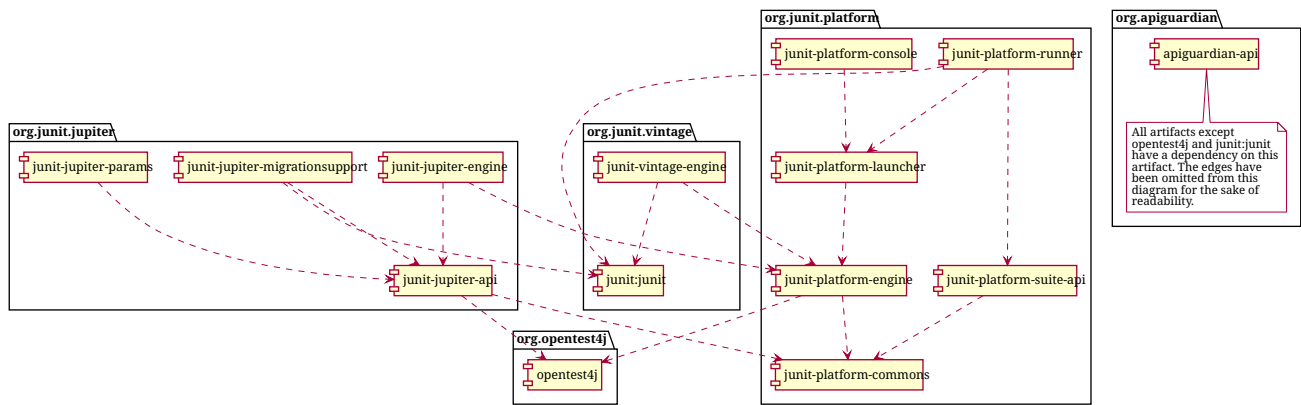 org.junit.platform
org.apiguardian
junit-platform-console
junit-platform-runner
apiguardian-api
org.junit.jupiter
org.junit.vintage
All artifacts except
opentest4j and junit:junit
have a dependency on this
artifact. The edges have
been omitted from this
diagram for the sake of
readability.
junit-jupiter-params
junit-jupiter-migrationsupport
junit-jupiter-engine
junit-vintage-engine
junit-platform-launcher
junit-jupiter-api
junit:junit
junit-platform-engine
junit-platform-suite-api
org.opentest4j
opentest4j
junit-platform-commons